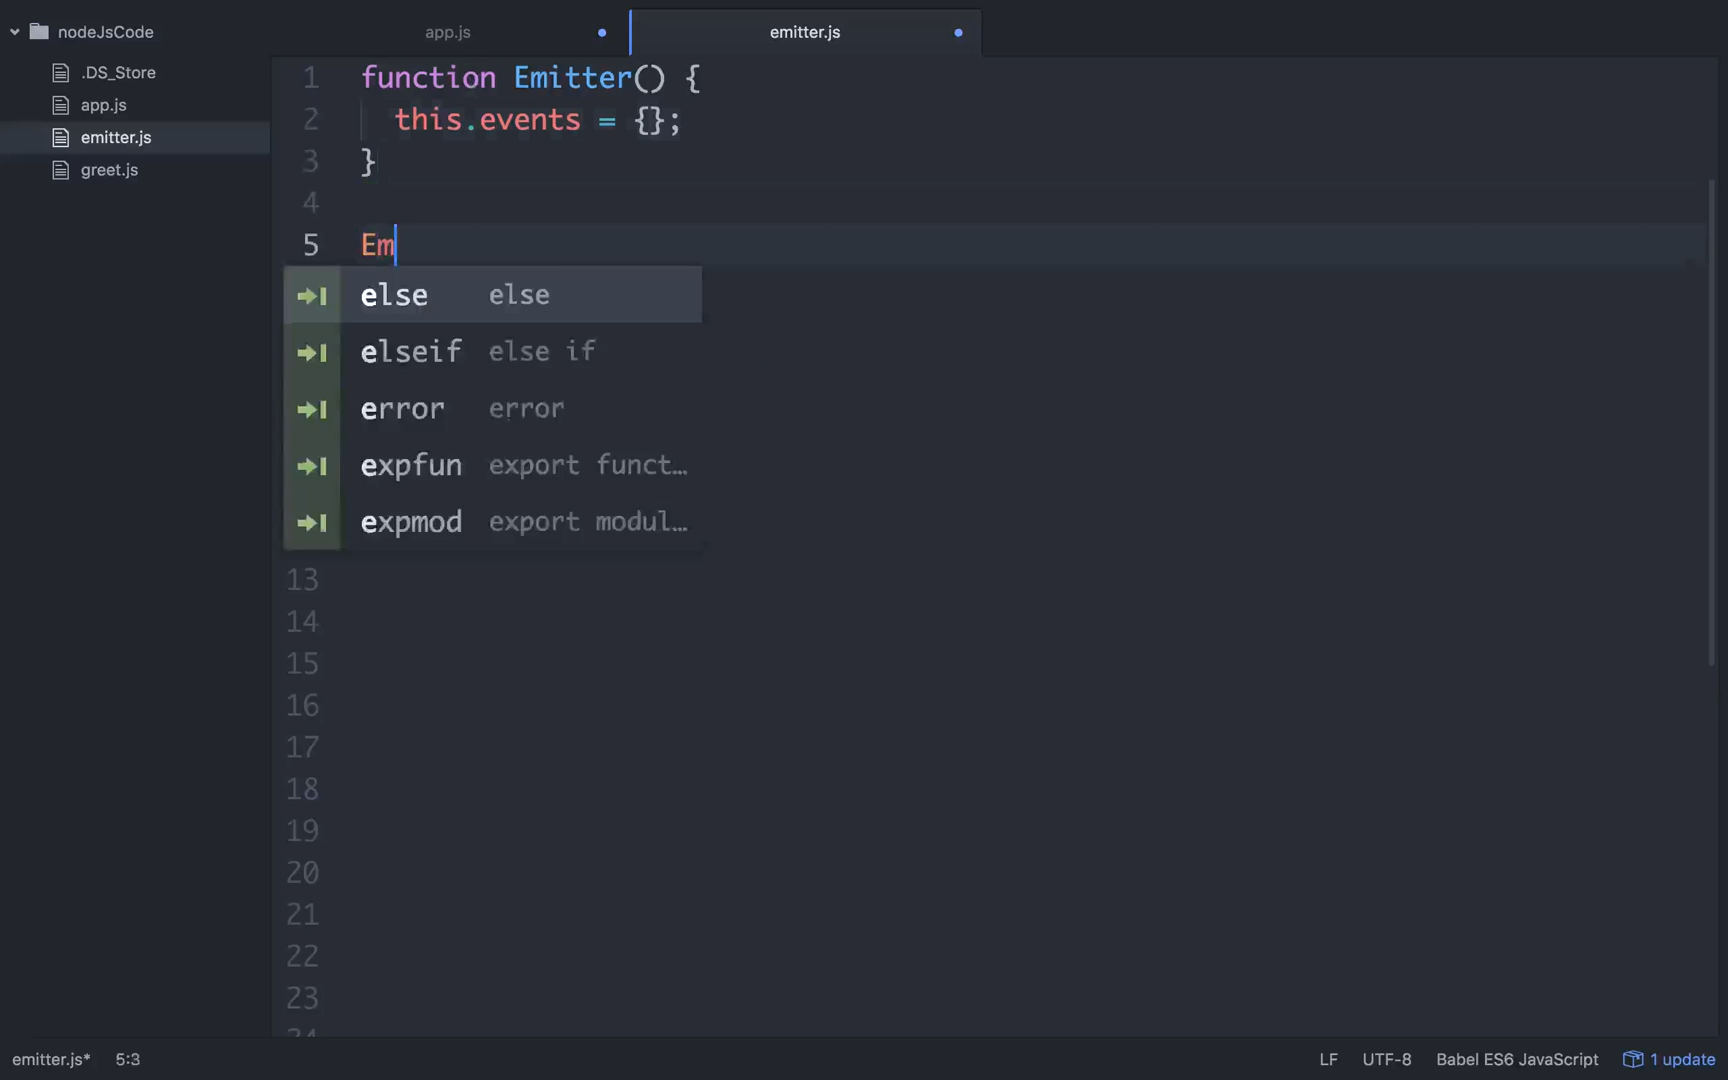 nodeJsCode
.DS_Store
app.js
emitter.js
greet.js
app.js
emitter.js
1 function Emitter() {
2 this.events = {};
3 }
4
5 Em
else else
elseif else if
error error
expfun export funct…
expmod export modul…
13
14
15
16
17
18
19
20
21
22
23
24
emitter.js* 5:3 LF UTF-8 Babel ES6 JavaScript 1 update